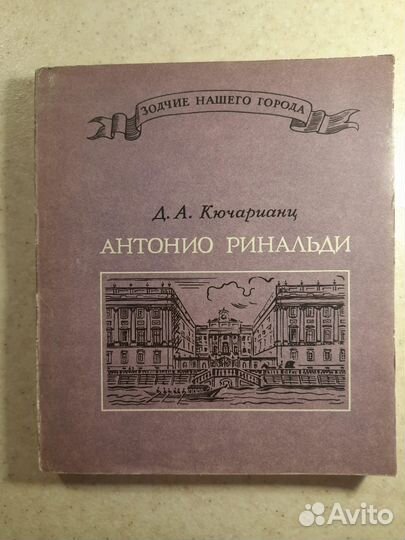 ЗОДЧИЕ НАШЕГО ГОРОДА
Д. А. Кючарианц
АНТОНИО РИНАЛЬДИ
Avito